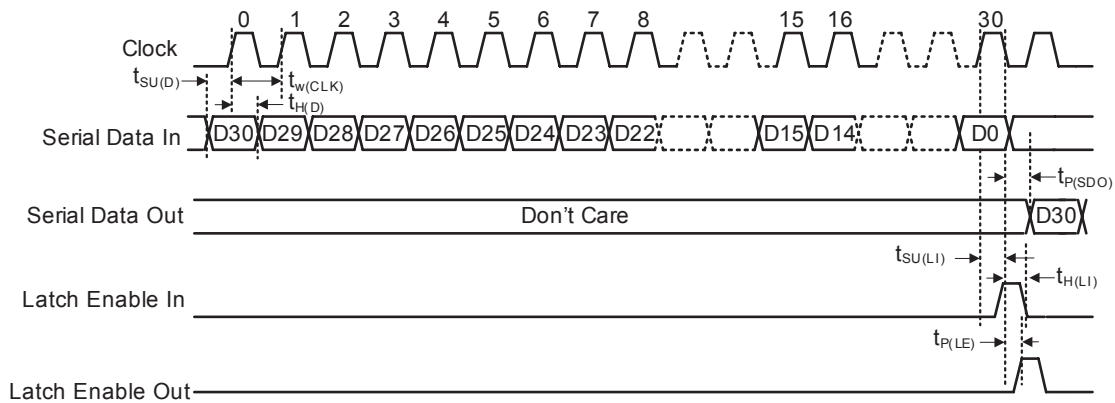 0 1 2 3 4 5 6 7 8 15 16 30
Clock
tSU(D)
tw(CLK)
tH(D)
Serial Data In D30 D29 D28 D27 D26 D25 D24 D23 D22 D15 D14 D0
tP(SDO)
Serial Data Out Don't Care D30
tSU(LI)
tH(LI)
Latch Enable In
tP(LE)
Latch Enable Out